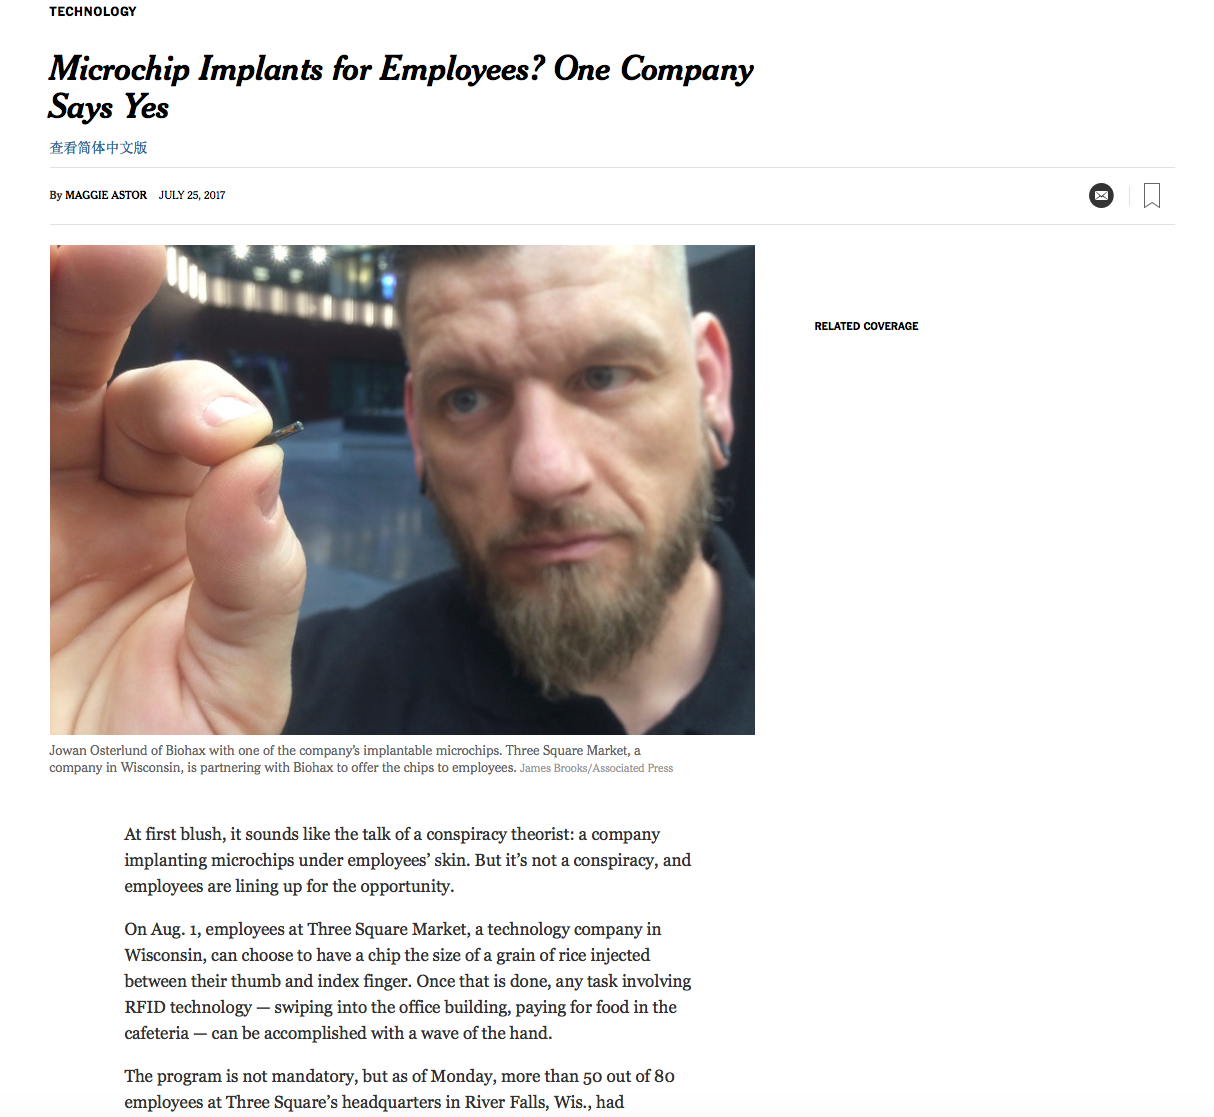 TECHNOLOGY
Microchip Implants for Employees? One Company
Says Yes
查看简体中文版
By MAGGIE ASTOR JULY 25, 2017
RELATED COVERAGE
Jowan Osterlund of Biohax with one of the company’s implantable microchips. Three Square Market, a
company in Wisconsin, is partnering with Biohax to offer the chips to employees. James Brooks/Associated Press
At first blush, it sounds like the talk of a conspiracy theorist: a company
implanting microchips under employees’ skin. But it’s not a conspiracy, and
employees are lining up for the opportunity.
On Aug. 1, employees at Three Square Market, a technology company in
Wisconsin, can choose to have a chip the size of a grain of rice injected
between their thumb and index finger. Once that is done, any task involving
RFID technology — swiping into the office building, paying for food in the
cafeteria — can be accomplished with a wave of the hand.
The program is not mandatory, but as of Monday, more than 50 out of 80
employees at Three Square’s headquarters in River Falls, Wis., had